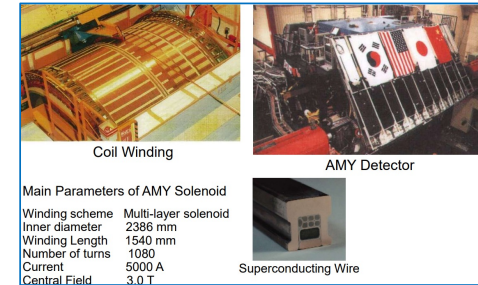 Coil Winding
AMY Detector
Main Parameters of AMY Solenoid
Winding scheme Multi-layer solenoid
Inner diameter 2386 mm
Winding Length 1540 mm
Number of turns 1080
Current 5000 A
Central Field 3.0 T
Superconducting Wire